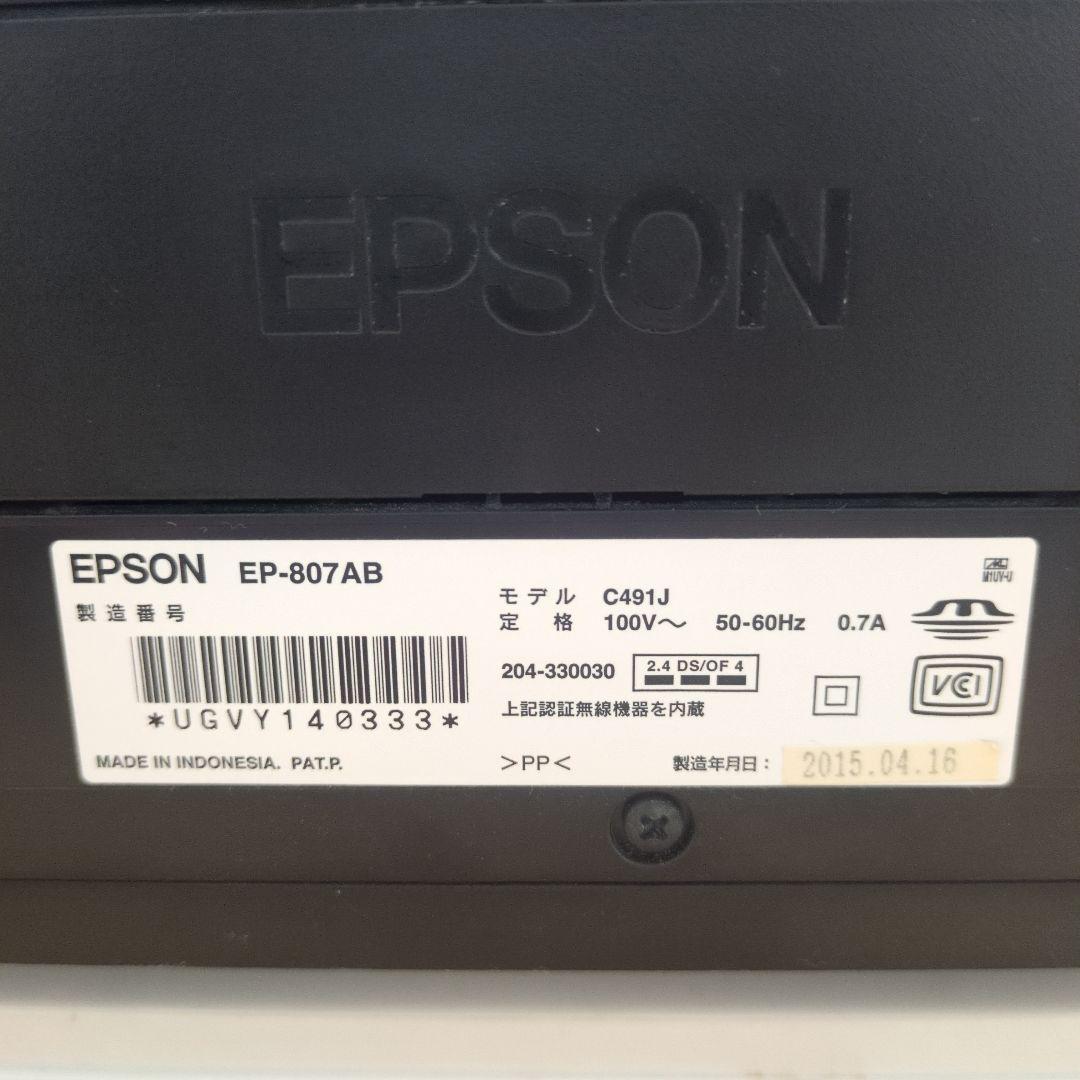 EPSON
EPSON EP-807AB
製造番号
*UGVY140333*
MADE IN INDONESIA. PAT.P.
モデル C491J
定格 100V～ 50-60Hz 0.7A
204-330030 2.4 DS/OF 4
上記認証無線機器を内蔵
>PP<
製造年月日： 2015.04.16
M1UY-U
VCI